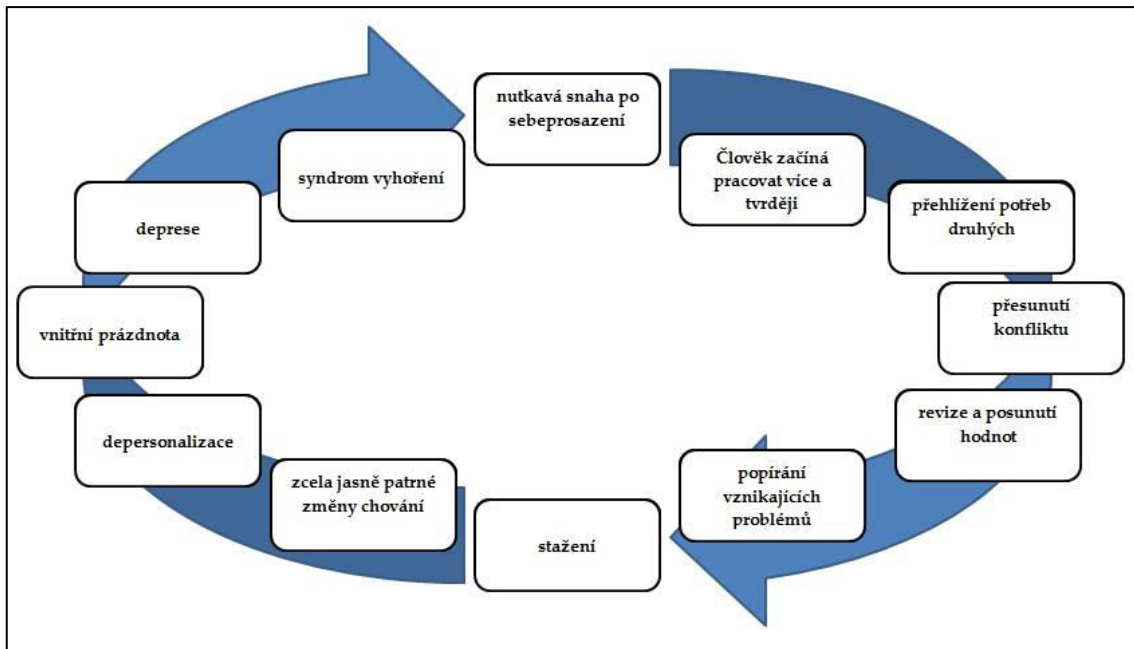 nutkavá snaha po
sebeprosazení
Člověk začíná
pracovat více a
tvrději
přehlížení potřeb
druhých
přesunutí
konfliktu
revize a posunutí
hodnot
popírání
vznikajících
problémů
stažení
zcela jasně patrné
změny chování
depersonalizace
vnitřní prázdnota
deprese
syndrom vyhoření